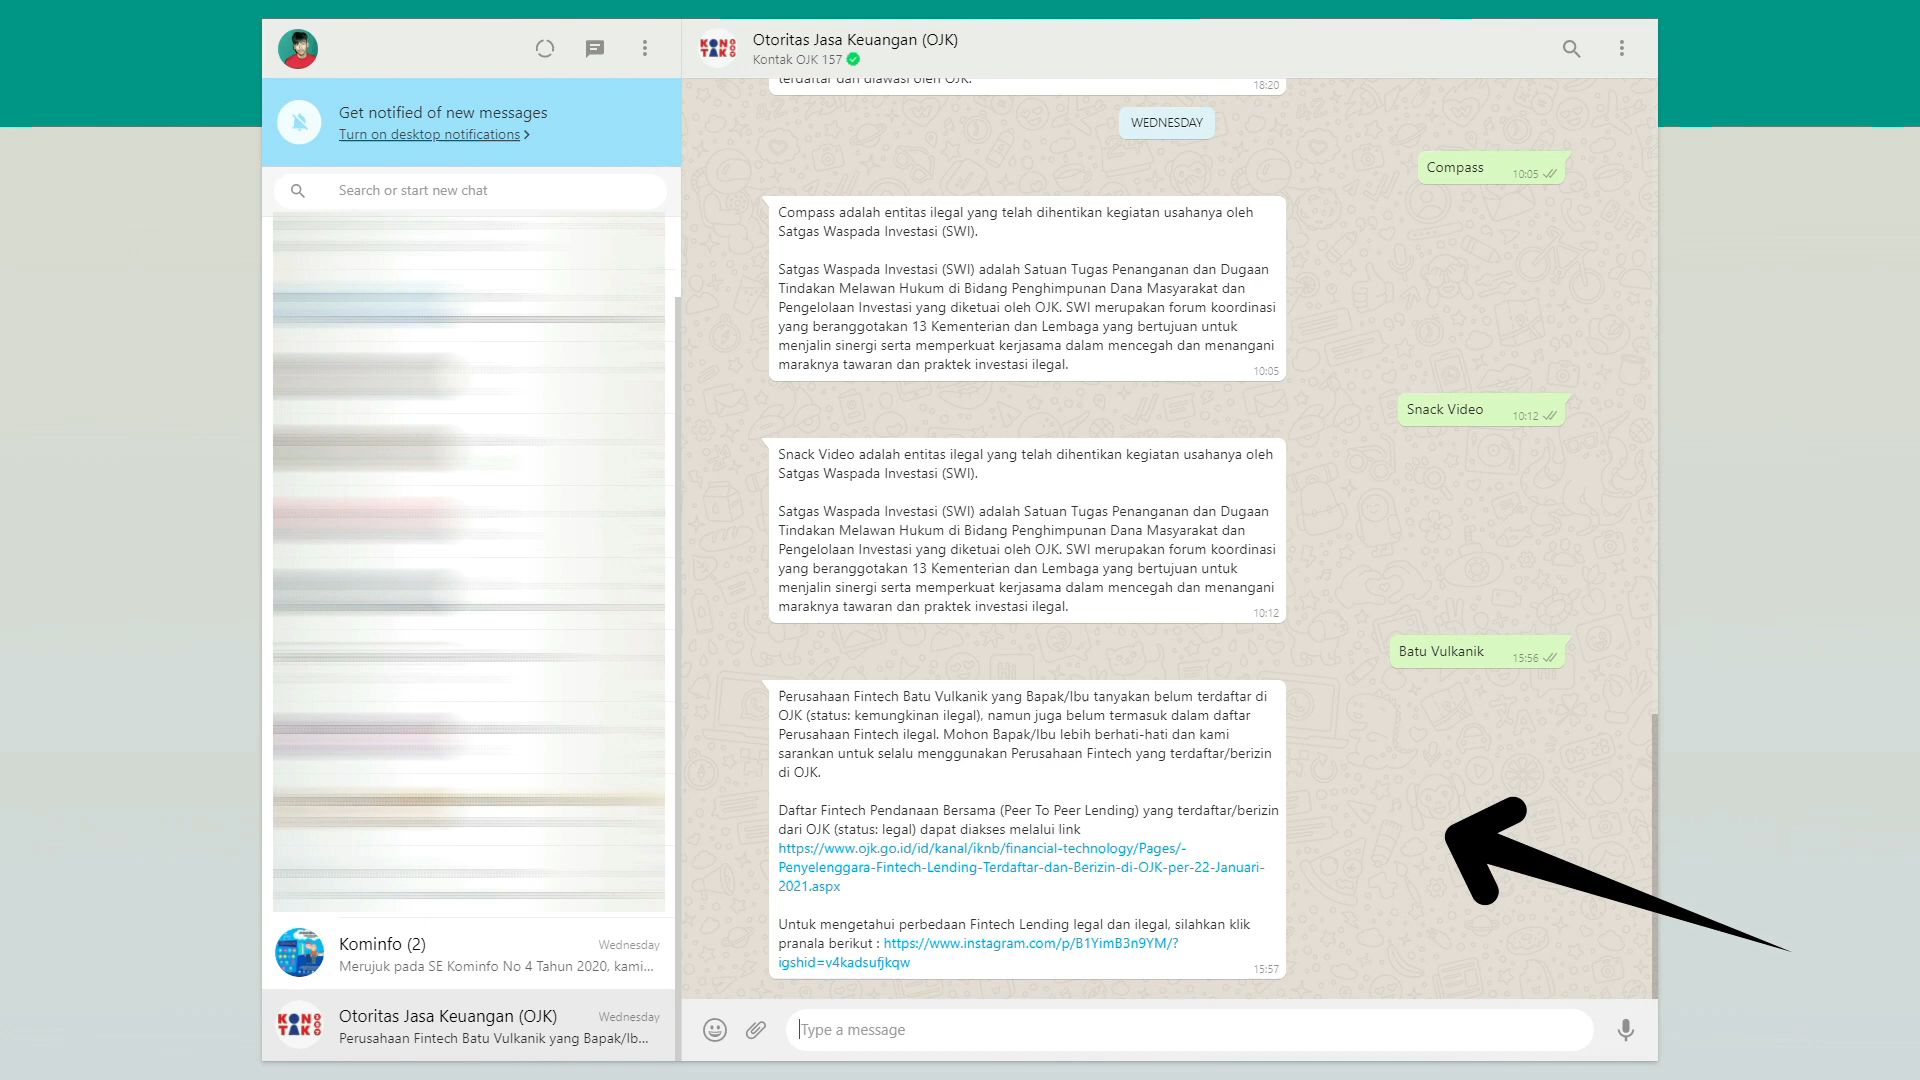 Get notified of new messages
Turn on desktop notifications
Search or start new chat
Kominfo (2)
Wednesday
Merujuk pada SE Kominfo No 4 Tahun 2020, kami...
KON
TAK
Otoritas Jasa Keuangan (OJK)
Wednesday
Perusahaan Fintech Batu Vulkanik yang Bapak/Ib...
KON
TAK
Otoritas Jasa Keuangan (OJK)
Kontak OJK 157
terdaftar dan diawasi oleh OJK.
18:20
WEDNESDAY
Compass
10:05
Compass adalah entitas ilegal yang telah dihentikan kegiatan usahanya oleh
Satgas Waspada Investasi (SWI).
Satgas Waspada Investasi (SWI) adalah Satuan Tugas Penanganan dan Dugaan
Tindakan Melawan Hukum di Bidang Penghimpunan Dana Masyarakat dan
Pengelolaan Investasi yang diketuai oleh OJK. SWI merupakan forum koordinasi
yang beranggotakan 13 Kementerian dan Lembaga yang bertujuan untuk
menjalin sinergi serta memperkuat kerjasama dalam mencegah dan menangani
maraknya tawaran dan praktek investasi ilegal.
10:05
Snack Video
10:12
Snack Video adalah entitas ilegal yang telah dihentikan kegiatan usahanya oleh
Satgas Waspada Investasi (SWI).
Satgas Waspada Investasi (SWI) adalah Satuan Tugas Penanganan dan Dugaan
Tindakan Melawan Hukum di Bidang Penghimpunan Dana Masyarakat dan
Pengelolaan Investasi yang diketuai oleh OJK. SWI merupakan forum koordinasi
yang beranggotakan 13 Kementerian dan Lembaga yang bertujuan untuk
menjalin sinergi serta memperkuat kerjasama dalam mencegah dan menangani
maraknya tawaran dan praktek investasi ilegal.
10:12
Batu Vulkanik
15:56
Perusahaan Fintech Batu Vulkanik yang Bapak/Ibu tanyakan belum terdaftar di
OJK (status: kemungkinan ilegal), namun juga belum termasuk dalam daftar
Perusahaan Fintech ilegal. Mohon Bapak/Ibu lebih berhati-hati dan kami
sarankan untuk selalu menggunakan Perusahaan Fintech yang terdaftar/berizin
di OJK.
Daftar Fintech Pendanaan Bersama (Peer To Peer Lending) yang terdaftar/berizin
dari OJK (status: legal) dapat diakses melalui link
https://www.ojk.go.id/id/kanal/iknb/financial-technology/Pages/-
Penyelenggara-Fintech-Lending-Terdaftar-dan-Berizin-di-OJK-per-22-Januari-
2021.aspx
Untuk mengetahui perbedaan Fintech Lending legal dan ilegal, silahkan klik
pranala berikut : https://www.instagram.com/p/B1YimB3n9YM/?
igshid=v4kadsufjkqw
15:57
Type a message